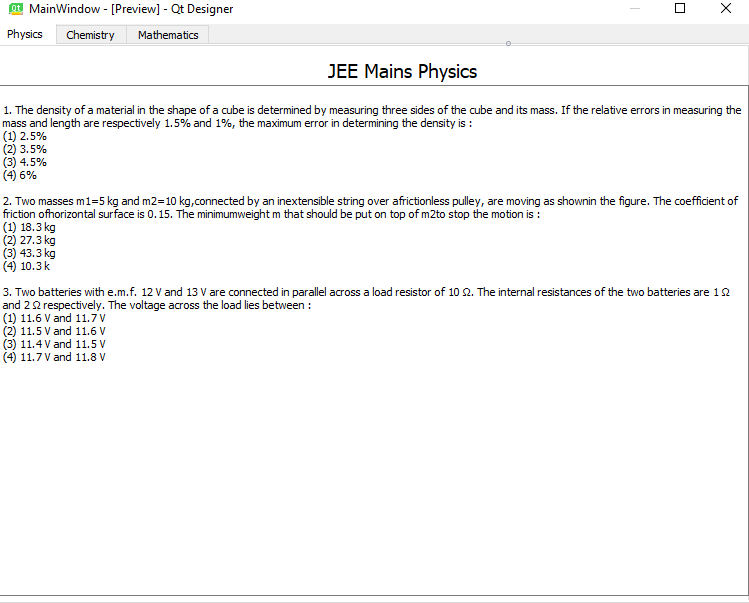 MainWindow - [Preview] - Qt Designer
Physics Chemistry Mathematics
JEE Mains Physics
1. The density of a material in the shape of a cube is determined by measuring three sides of the cube and its mass. If the relative errors in measuring the
mass and length are respectively 1.5% and 1%, the maximum error in determining the density is :
(1) 2.5%
(2) 3.5%
(3) 4.5%
(4) 6%
2. Two masses m1=5 kg and m2=10 kg,connected by an inextensible string over africtionless pulley, are moving as shownin the figure. The coefficient of
friction ofhorizontal surface is 0.15. The minimumweight m that should be put on top of m2to stop the motion is :
(1) 18.3 kg
(2) 27.3 kg
(3) 43.3 kg
(4) 10.3 k
3. Two batteries with e.m.f. 12 V and 13 V are connected in parallel across a load resistor of 10 Ω. The internal resistances of the two batteries are 1 Ω
and 2 Ω respectively. The voltage across the load lies between :
(1) 11.6 V and 11.7 V
(2) 11.5 V and 11.6 V
(3) 11.4 V and 11.5 V
(4) 11.7 V and 11.8 V